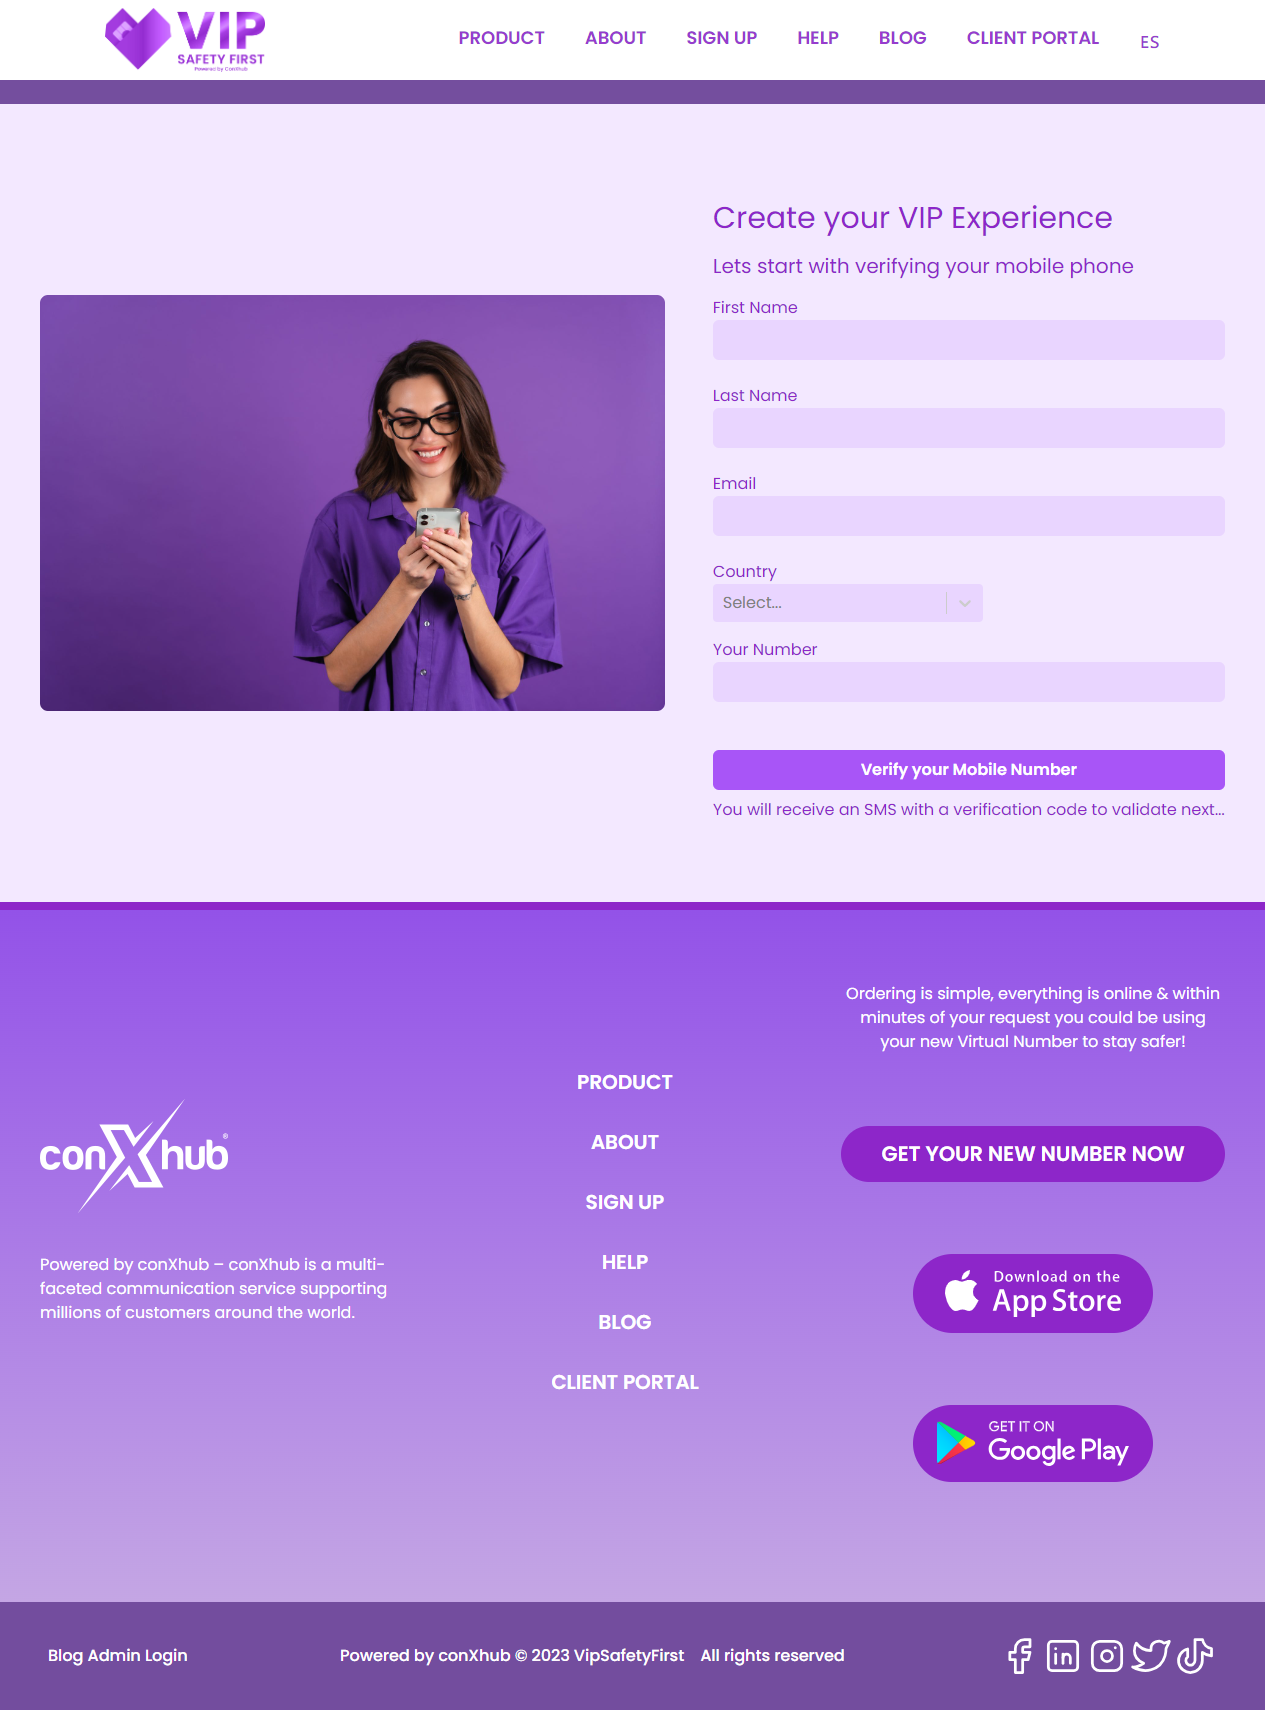 VIP
SAFETY FIRST
Powered by ConXhub
PRODUCT
ABOUT
SIGN UP
HELP
BLOG
CLIENT PORTAL
ES
Create your VIP Experience
Lets start with verifying your mobile phone
First Name
Last Name
Email
Country
Select...
Your Number
Verify your Mobile Number
You will receive an SMS with a verification code to validate next...
conXhub®
Powered by conXhub – conXhub is a multi-
faceted communication service supporting
millions of customers around the world.
PRODUCT
ABOUT
SIGN UP
HELP
BLOG
CLIENT PORTAL
Ordering is simple, everything is online & within
minutes of your request you could be using
your new Virtual Number to stay safer!
GET YOUR NEW NUMBER NOW
Download on the
App Store
GET IT ON
Google Play
Blog Admin Login
Powered by conXhub © 2023 VipSafetyFirst All rights reserved